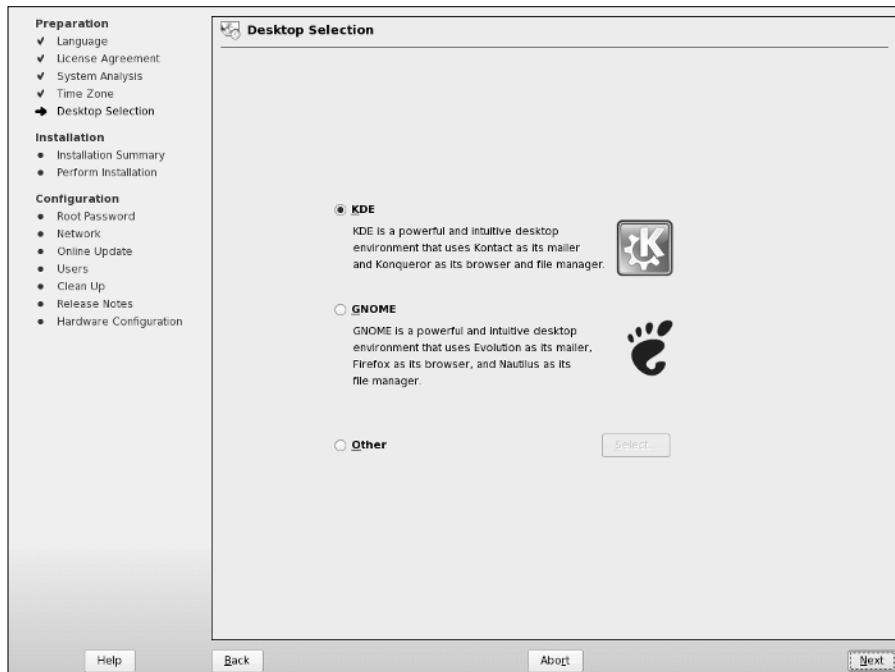 Preparation
Language
License Agreement
System Analysis
Time Zone
Desktop Selection
Installation
Installation Summary
Perform Installation
Configuration
Root Password
Network
Online Update
Users
Clean Up
Release Notes
Hardware Configuration
Desktop Selection
KDE
KDE is a powerful and intuitive desktop
environment that uses Kontact as its mailer
and Konqueror as its browser and file manager.
GNOME
GNOME is a powerful and intuitive desktop
environment that uses Evolution as its mailer,
Firefox as its browser, and Nautilus as its
file manager.
Other
Select...
Help
Back
Abort
Next